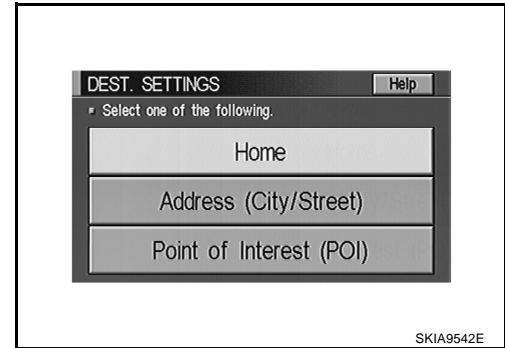 DEST. SETTINGS Help
▪ Select one of the following.
Home
Address (City/Street)
Point of Interest (POI)
SKIA9542E